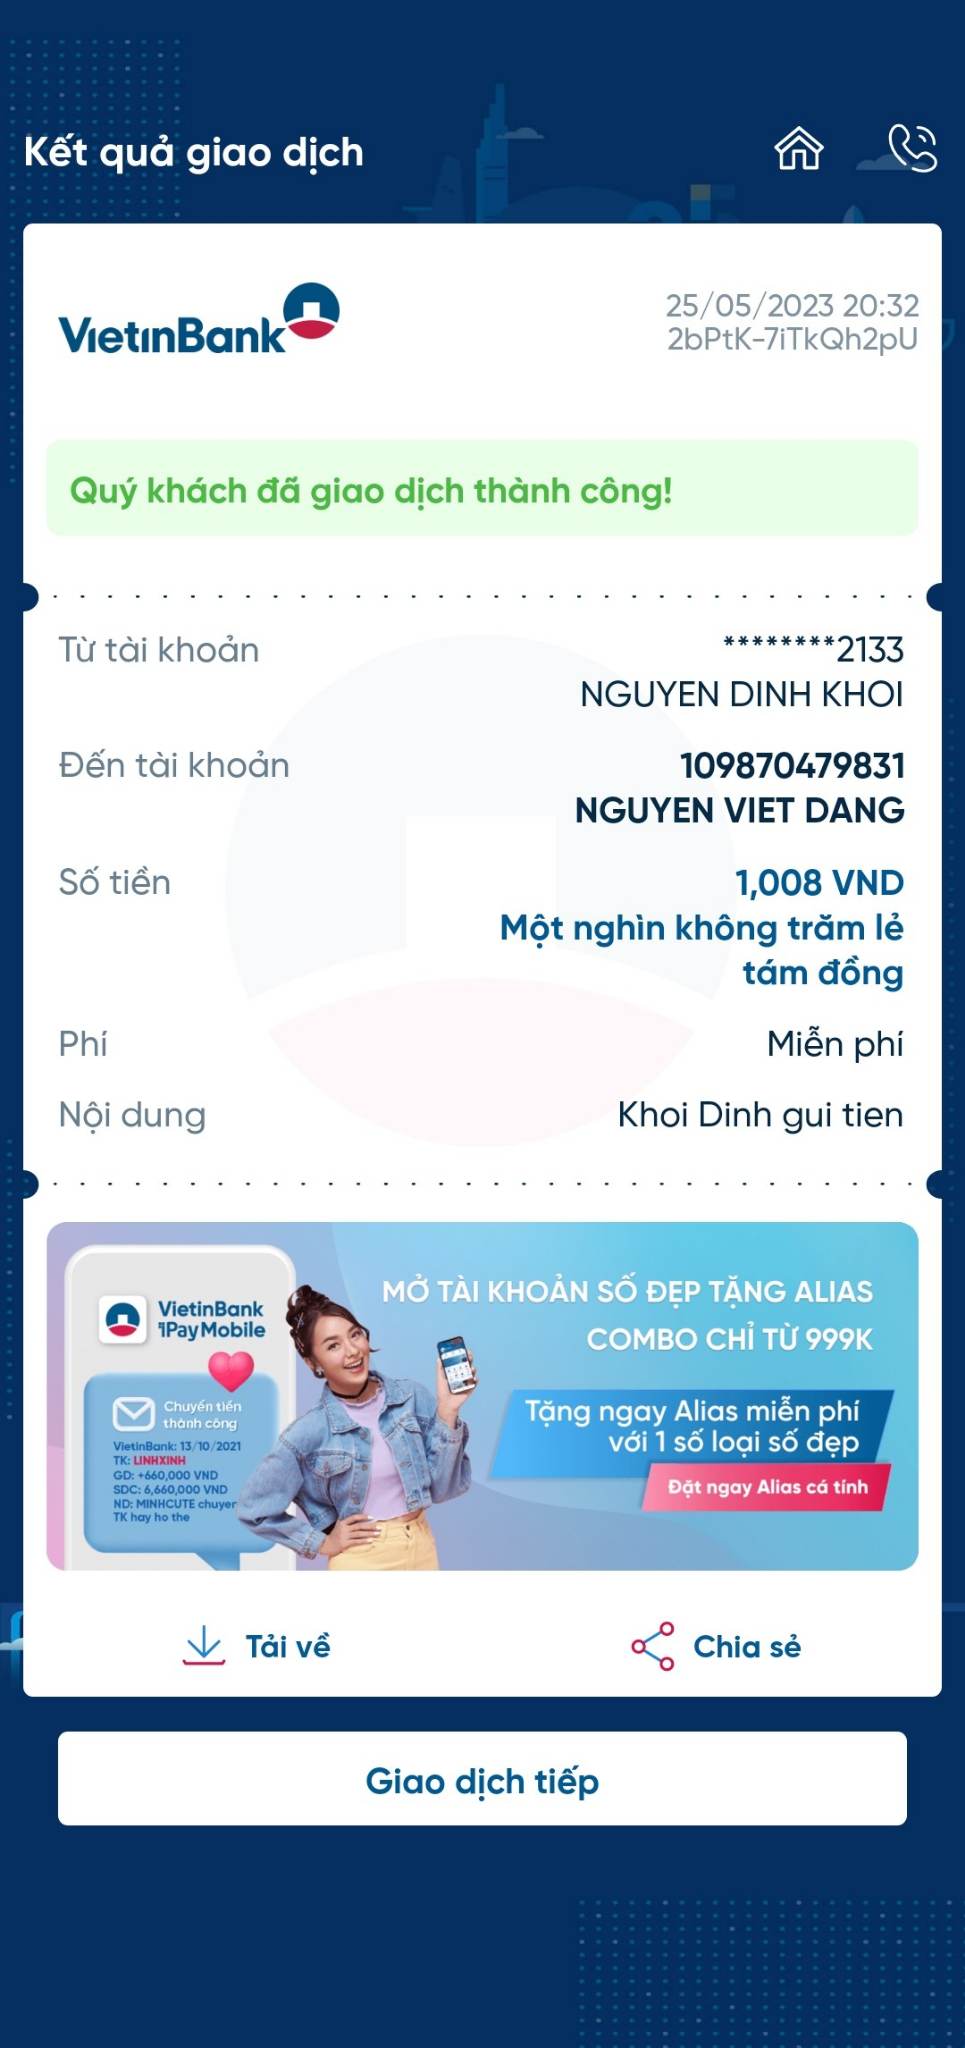 Kết quả giao dịch
VietinBank
25/05/2023 20:32
2bPtK-7iTkQh2pU
Quý khách đã giao dịch thành công!
Từ tài khoản
********2133
NGUYEN DINH KHOI
Đến tài khoản
109870479831
NGUYEN VIET DANG
Số tiền
1,008 VND
Một nghìn không trăm lẻ
tám đồng
Phí
Miễn phí
Nội dung
Khoi Dinh gui tien
VietinBank
iPay Mobile
Chuyển tiền
thành công
VietinBank: 13/10/2021
TK: LINHXINH
GD: +660,000 VND
SDC: 6,660,000 VND
ND: MINHCUTE chuyen
TK hay ho the
MỞ TÀI KHOẢN SỐ ĐẸP TẶNG ALIAS
COMBO CHỈ TỪ 999K
Tặng ngay Alias miễn phí
với 1 số loại số đẹp
Đặt ngay Alias cá tính
Tải về
Chia sẻ
Giao dịch tiếp